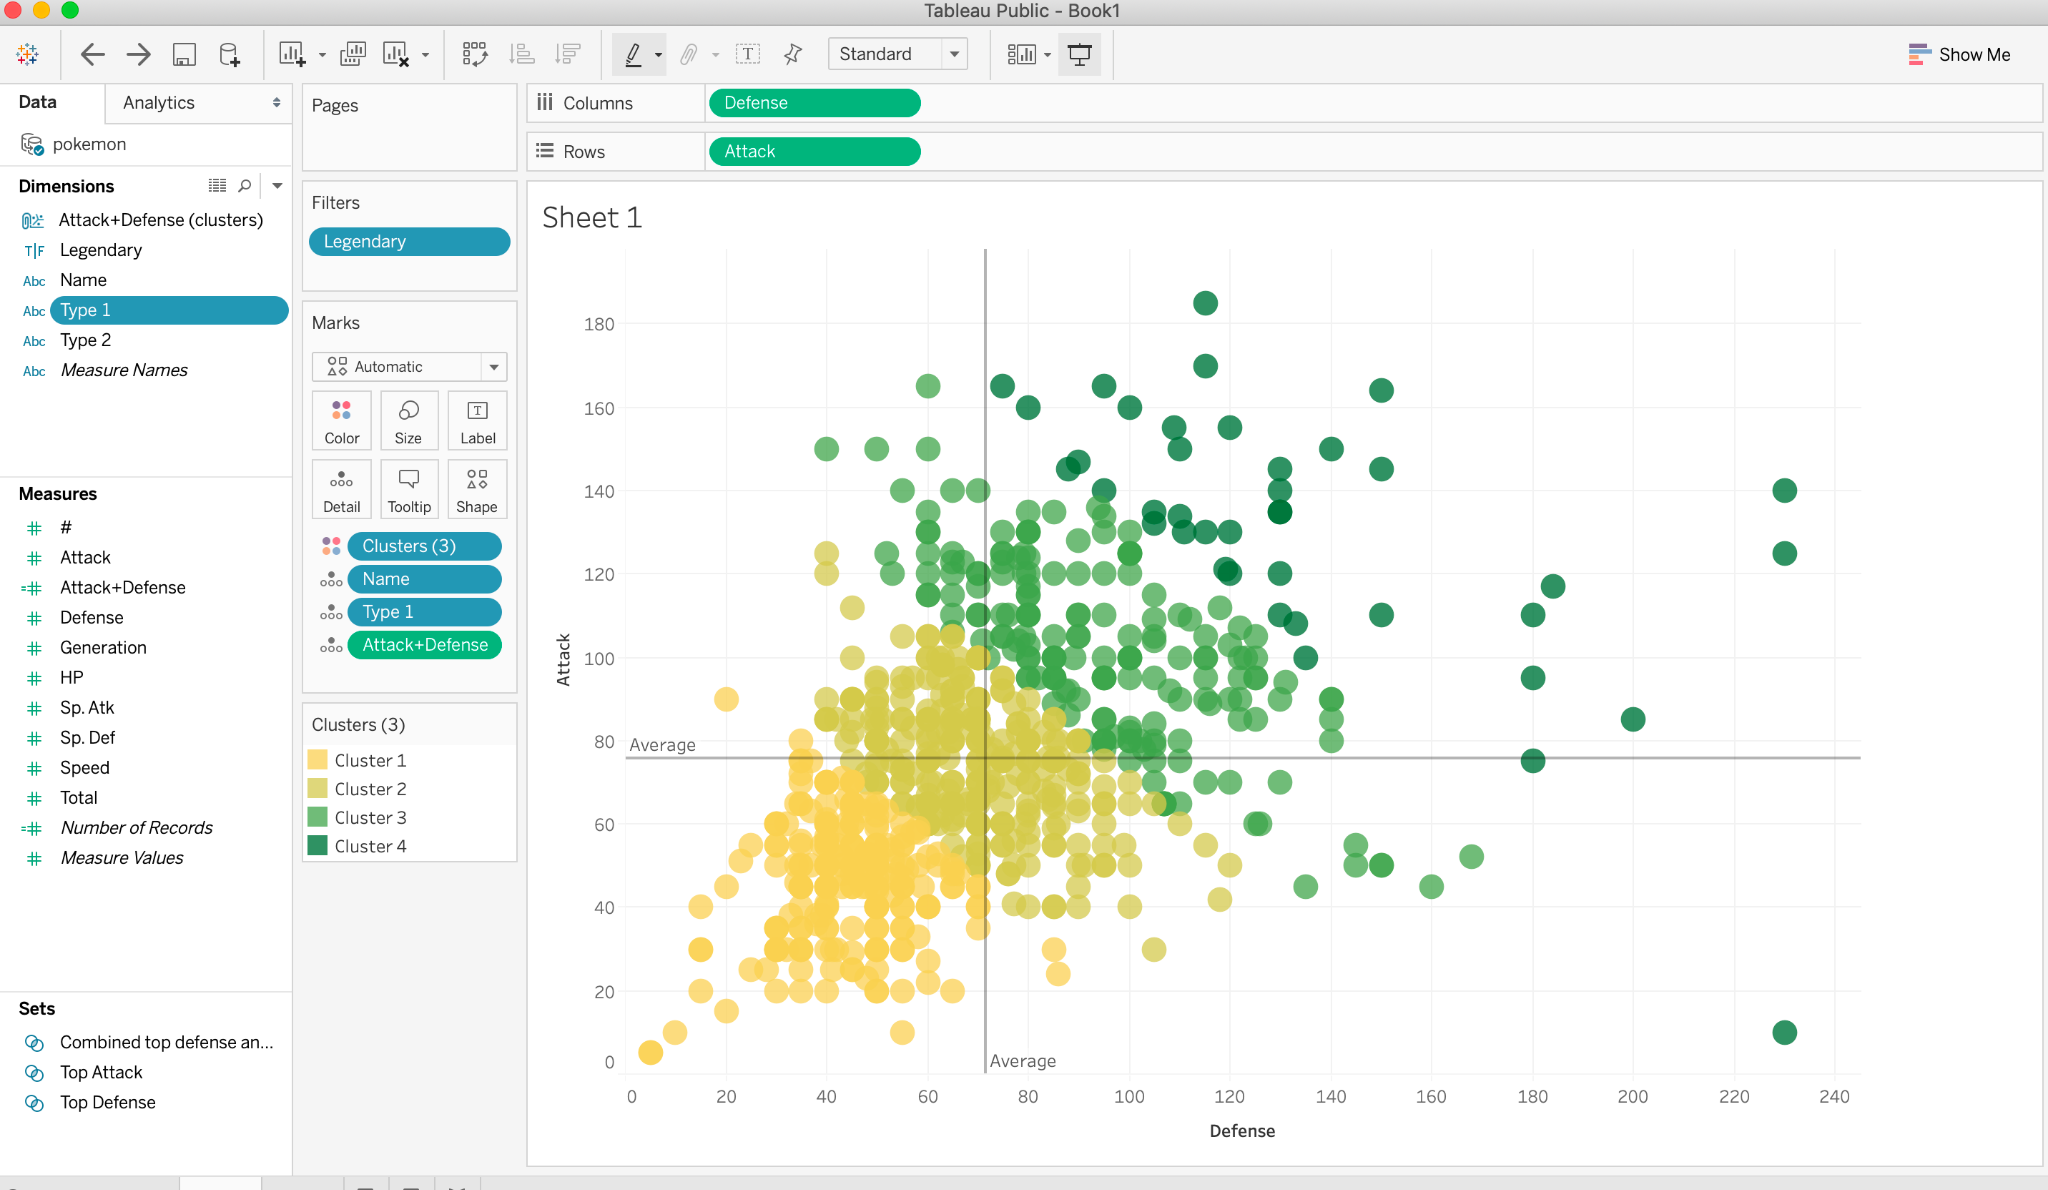 Tableau Public - Book1
Standard
Show Me
Data
Analytics
pokemon
Dimensions
Attack+Defense (clusters)
T|F Legendary
Abc Name
Abc Type 1
Abc Type 2
Abc Measure Names
Measures
#
Attack
Attack+Defense
Defense
Generation
HP
Sp. Atk
Sp. Def
Speed
Total
Number of Records
Measure Values
Sets
Combined top defense an...
Top Attack
Top Defense
Pages
Filters
Legendary
Marks
Automatic
Color Size Label
Detail Tooltip Shape
Clusters (3)
Name
Type 1
Attack+Defense
Clusters (3)
Cluster 1
Cluster 2
Cluster 3
Cluster 4
Columns Defense
Rows Attack
Sheet 1
180
160
140
120
100
80
60
40
20
0
Attack
Average
Average
0 20 40 60 80 100 120 140 160 180 200 220 240
Defense